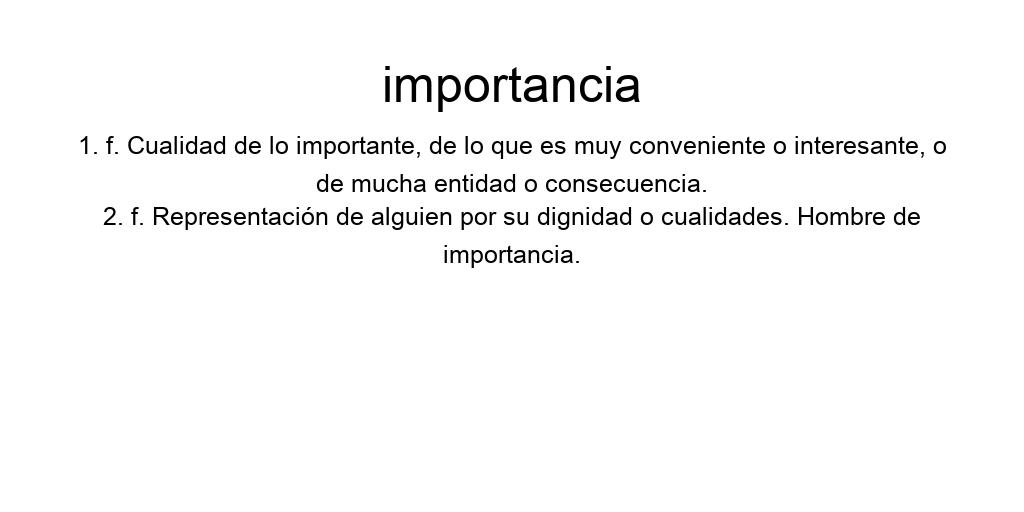 importancia
1. f. Cualidad de lo importante, de lo que es muy conveniente o interesante, o
de mucha entidad o consecuencia.
2. f. Representación de alguien por su dignidad o cualidades. Hombre de
importancia.